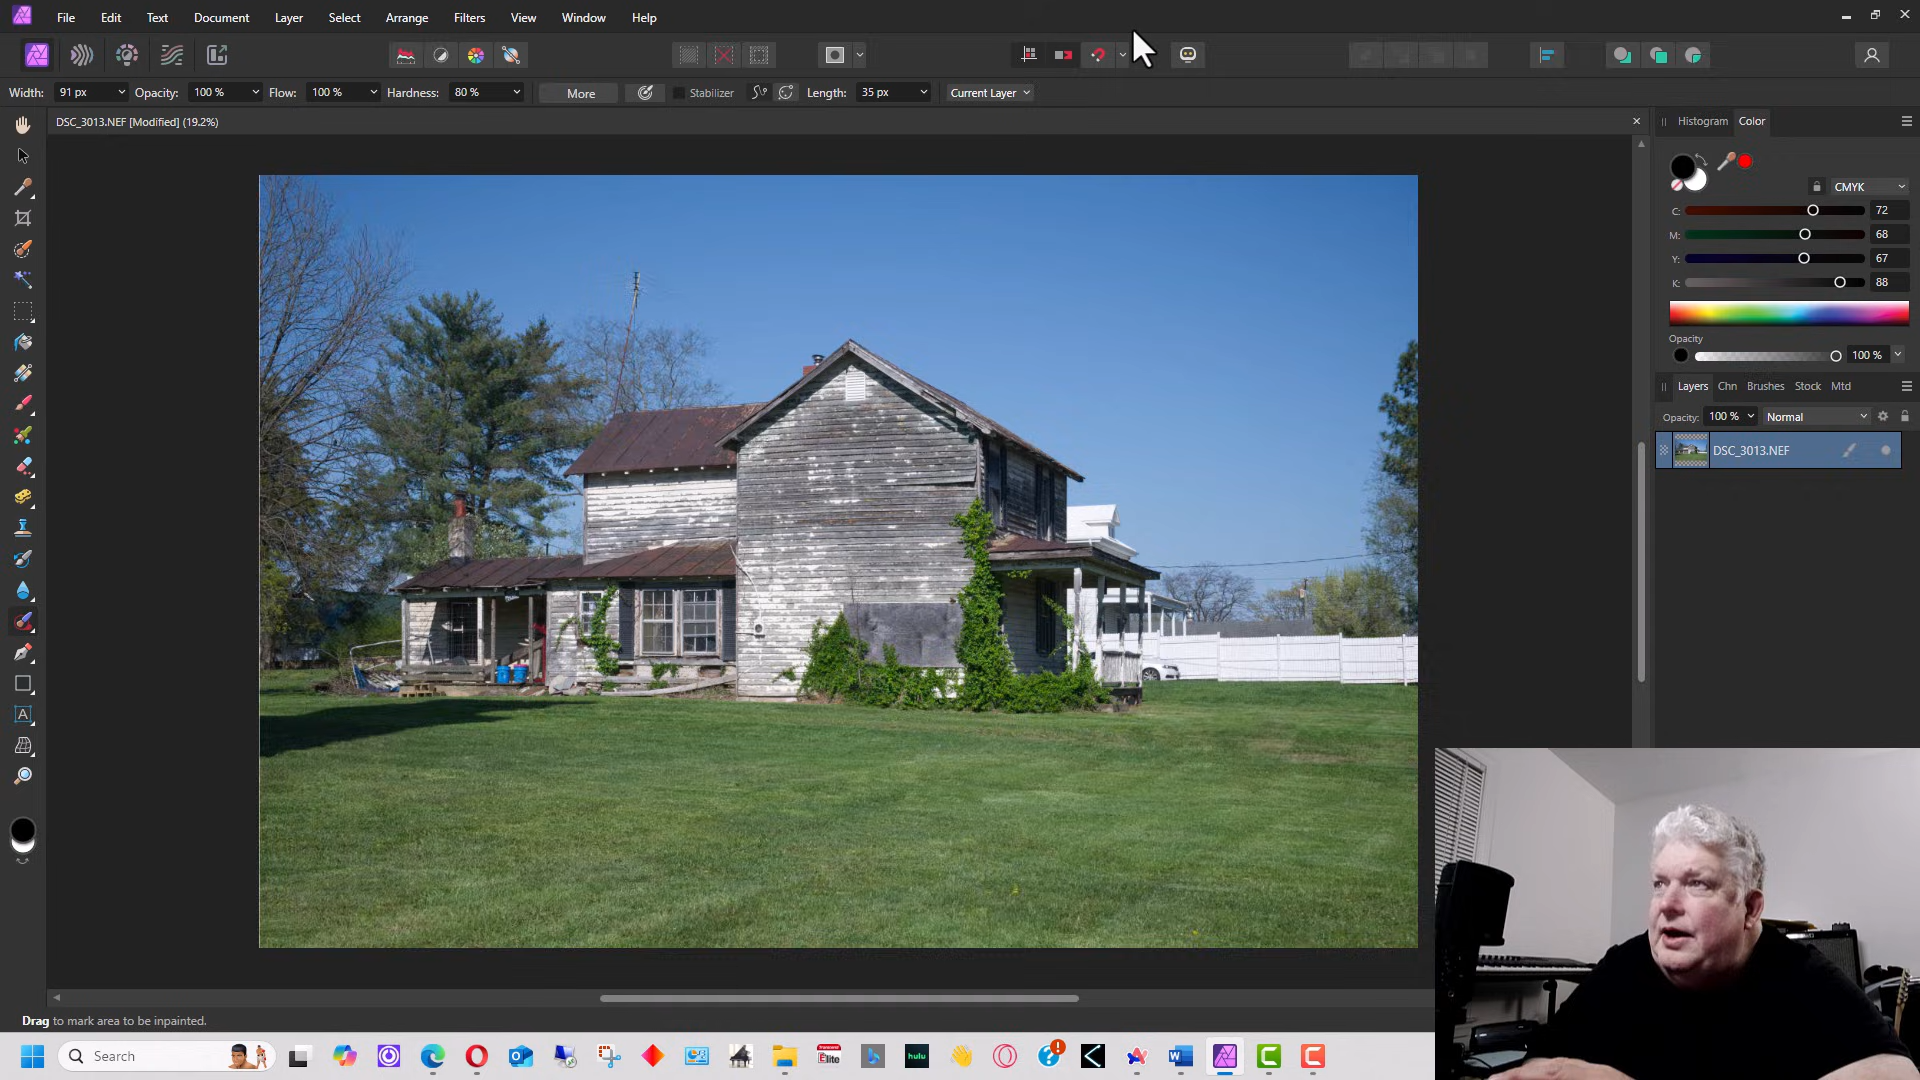 File Edit Text Document Layer Select Arrange Filters View Window Help
Width: 91 px Opacity: 100 % Flow: 100 % Hardness: 80 % More Stabilizer Length: 35 px Current Layer
DSC_3013.NEF [Modified] (19.2%)
Histogram Color
CMYK
C: 72
M: 68
Y: 67
K: 88
Opacity
100 %
Layers Chn Brushes Stock Mtd
Opacity: 100 % Normal
DSC_3013.NEF
Drag to mark area to be inpainted.
Search
hulu
Elite